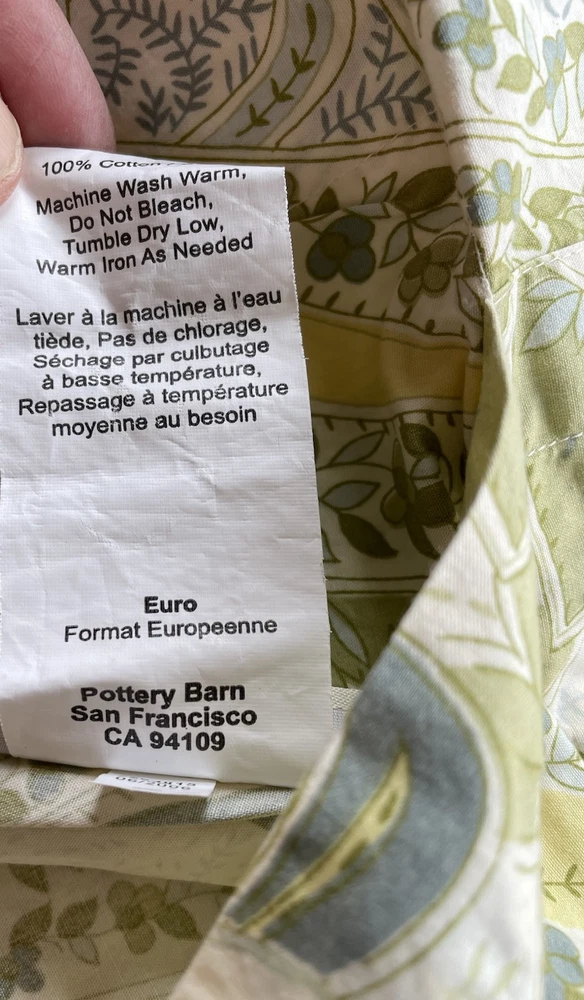 100% Cotton
Machine Wash Warm,
Do Not Bleach,
Tumble Dry Low,
Warm Iron As Needed
Laver à la machine à l'eau
tiède, Pas de chlorage,
Séchage par culbutage
à basse température,
Repassage à température
moyenne au besoin
Euro
Format Europeenne
Pottery Barn
San Francisco
CA 94109